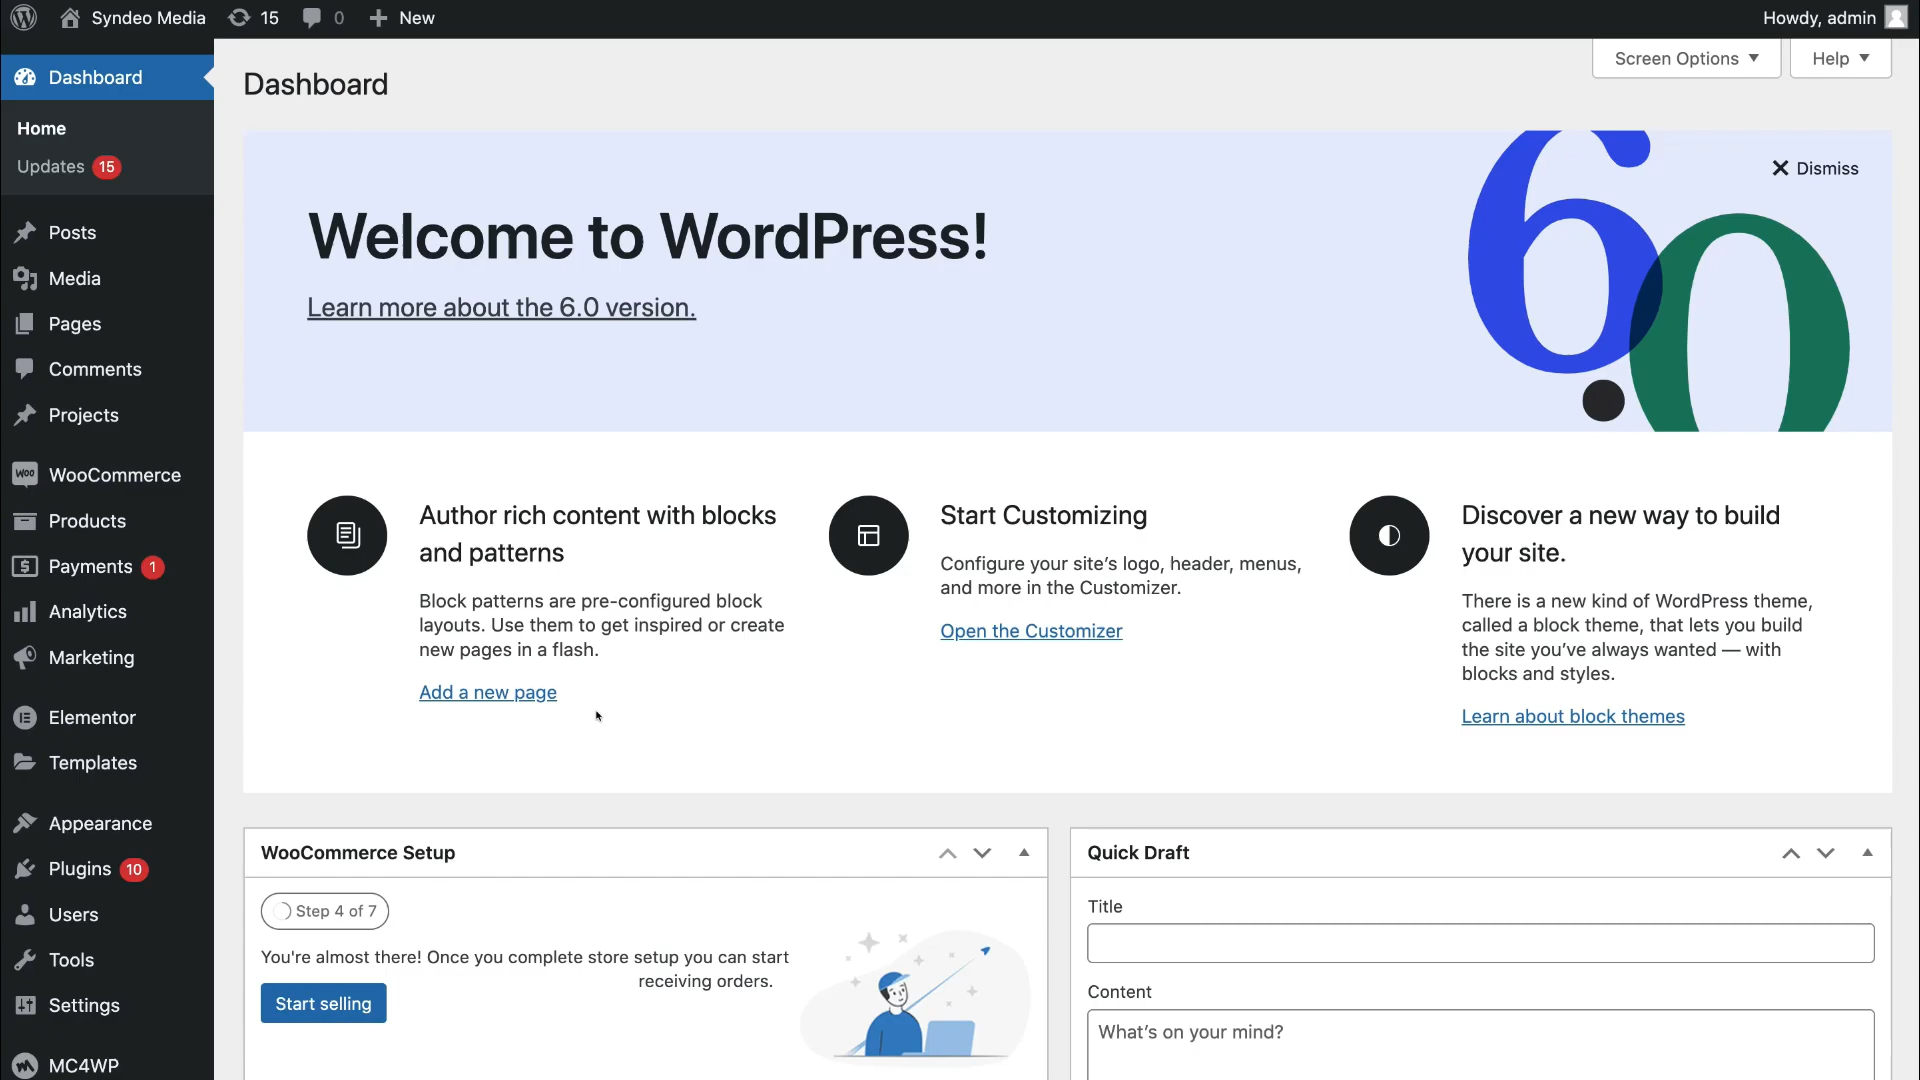 Syndeo Media 15 0 New Howdy, admin
Screen Options Help
Dashboard
Home
Updates 15
Posts
Media
Pages
Comments
Projects
WooCommerce
Products
Payments 1
Analytics
Marketing
Elementor
Templates
Appearance
Plugins 10
Users
Tools
Settings
MC4WP
Dashboard
Dismiss
Welcome to WordPress!
Learn more about the 6.0 version.
6.0
Author rich content with blocks
and patterns
Block patterns are pre-configured block
layouts. Use them to get inspired or create
new pages in a flash.
Add a new page
Start Customizing
Configure your site’s logo, header, menus,
and more in the Customizer.
Open the Customizer
Discover a new way to build
your site.
There is a new kind of WordPress theme,
called a block theme, that lets you build
the site you’ve always wanted — with
blocks and styles.
Learn about block themes
WooCommerce Setup
Step 4 of 7
You're almost there! Once you complete store setup you can start
receiving orders.
Start selling
Quick Draft
Title
Content
What’s on your mind?